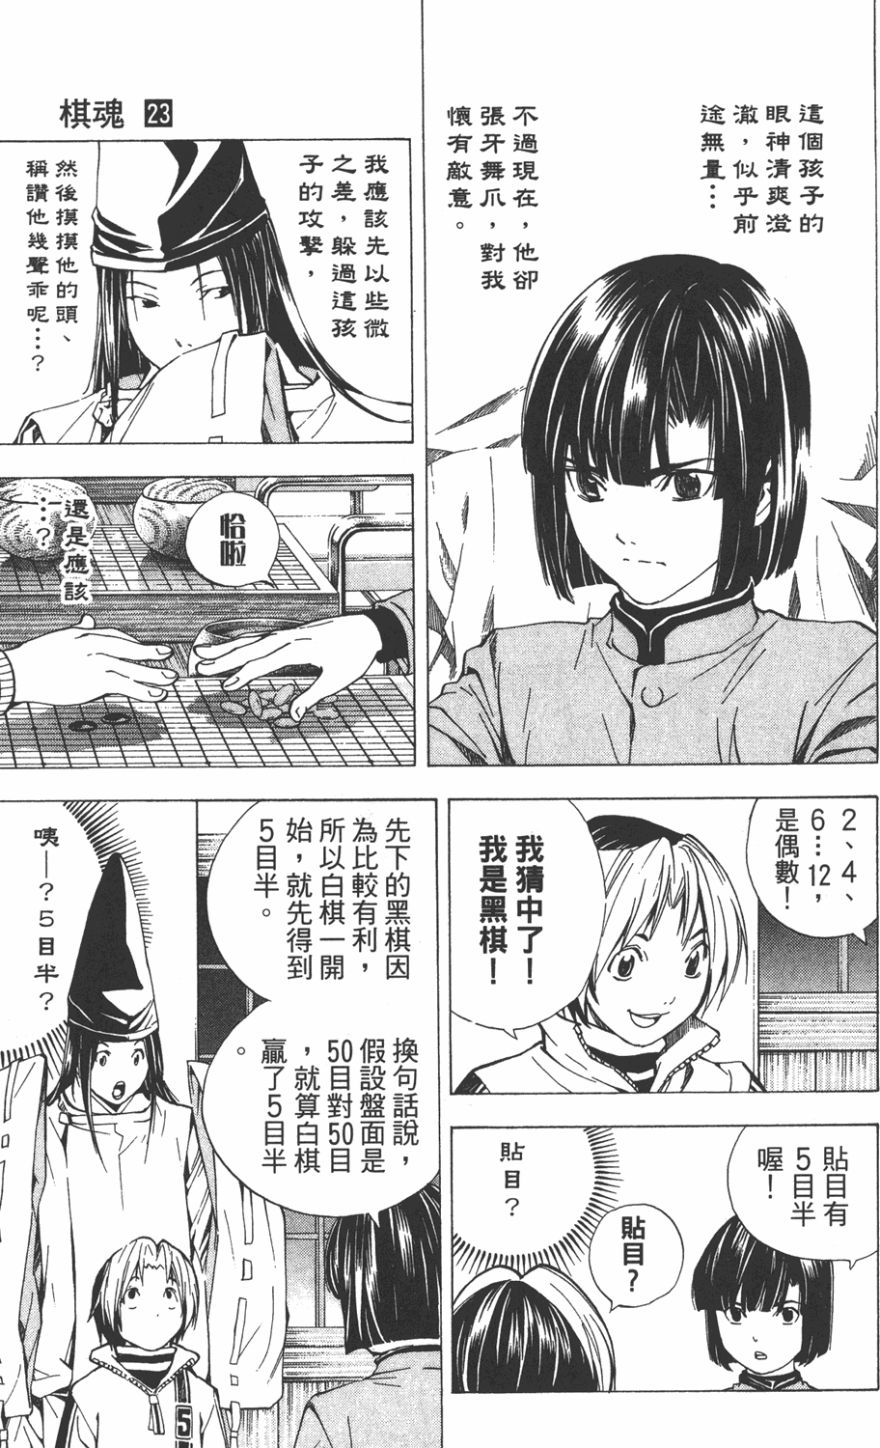 棋魂 23
這個孩子的
眼神清爽澄
澈，似乎前
途無量…
不過現在，他卻
張牙舞爪，對我
懷有敵意。
我應該先以些微
之差，躲過這孩
子的攻擊，
然後摸摸他的頭、
稱讚他幾聲乖呢…？
恰啦
還是應該
…？
2、4、
6…12，
是偶數！
我猜中了！
我是黑棋！
貼目有
5目半
喔！
貼目？
貼目？
先下的黑棋因
為比較有利，
所以白棋一開
始，就先得到
5目半。
換句話說，
假設盤面是
50目對50目
，就算白棋
贏了5目半
。
咦—？5目半？
5